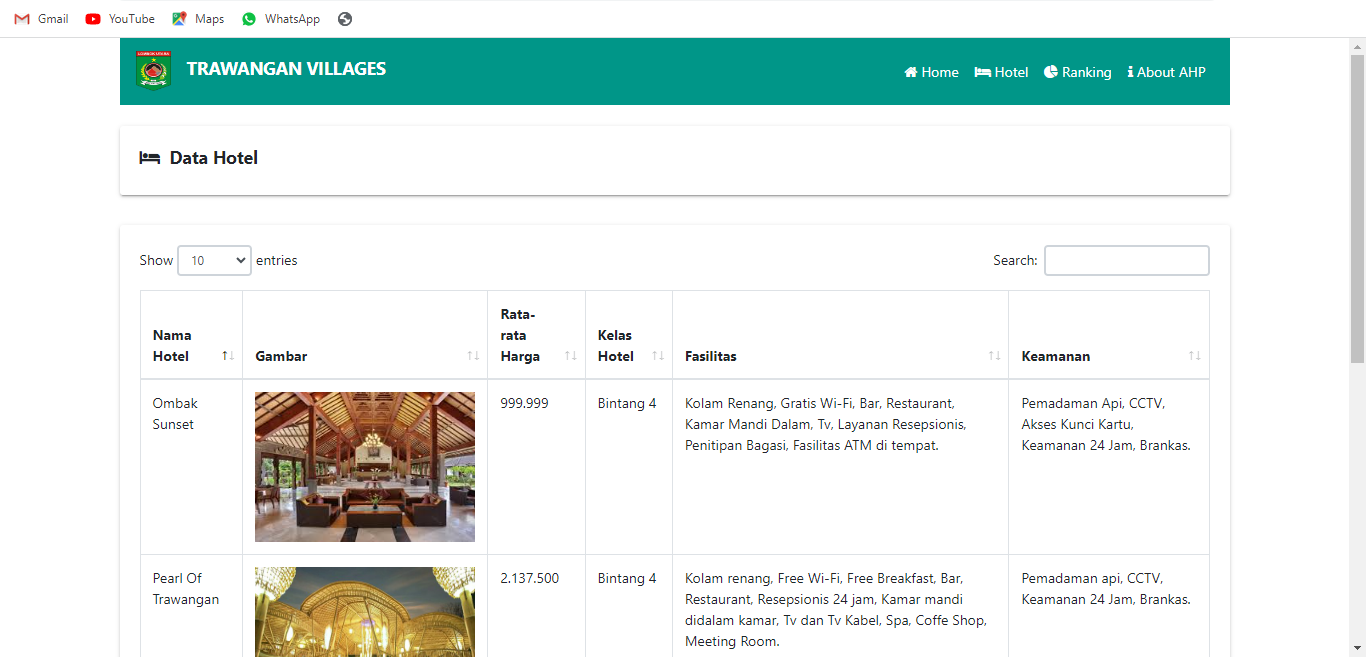 Gmail YouTube Maps WhatsApp
TRAWANGAN VILLAGES
Home Hotel Ranking About AHP
Data Hotel
Show 10 entries
Search:
Nama Hotel
Gambar
Rata-rata Harga
Kelas Hotel
Fasilitas
Keamanan
Ombak
Sunset
999.999
Bintang 4
Kolam Renang, Gratis Wi-Fi, Bar, Restaurant,
Kamar Mandi Dalam, Tv, Layanan Resepsionis,
Penitipan Bagasi, Fasilitas ATM di tempat.
Pemadaman Api, CCTV,
Akses Kunci Kartu,
Keamanan 24 Jam, Brankas.
Pearl Of
Trawangan
2.137.500
Bintang 4
Kolam renang, Free Wi-Fi, Free Breakfast, Bar,
Restaurant, Resepsionis 24 jam, Kamar mandi
didalam kamar, Tv dan Tv Kabel, Spa, Coffe Shop,
Meeting Room.
Pemadaman api, CCTV,
Keamanan 24 Jam, Brankas.